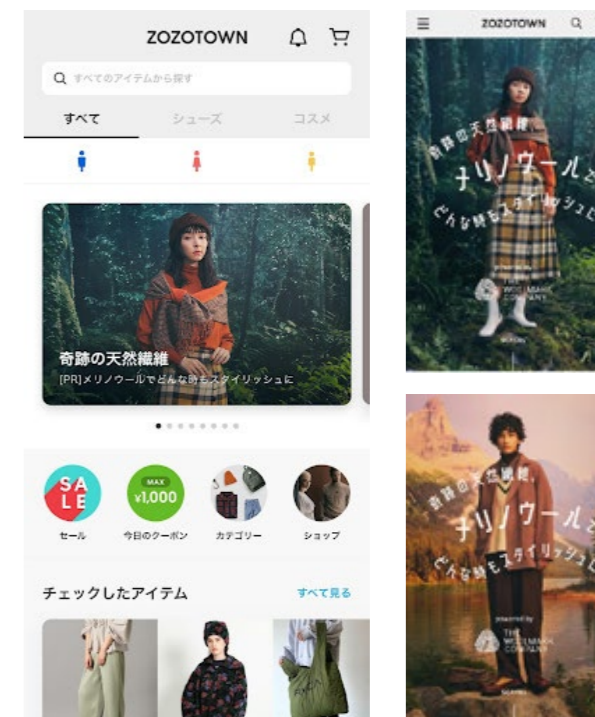 ZOZOTOWN
すべてのアイテムから探す
すべて
シューズ
コスメ
奇跡の天然繊維
[PR]メリノウールでどんな時もスタイリッシュに
SALE
MAX
¥1,000
セール
今日のクーポン
カテゴリー
ショップ
チェックしたアイテム
すべて見る
ZOZOTOWN
奇跡の天然繊維、
メリノウール
どんな時もスタイリッシュに
THE
WOOLMARK
COMPANY
奇跡の天然繊維、
メリノウール
どんな時もスタイリッシュに
powered by
THE
WOOLMARK
COMPANY